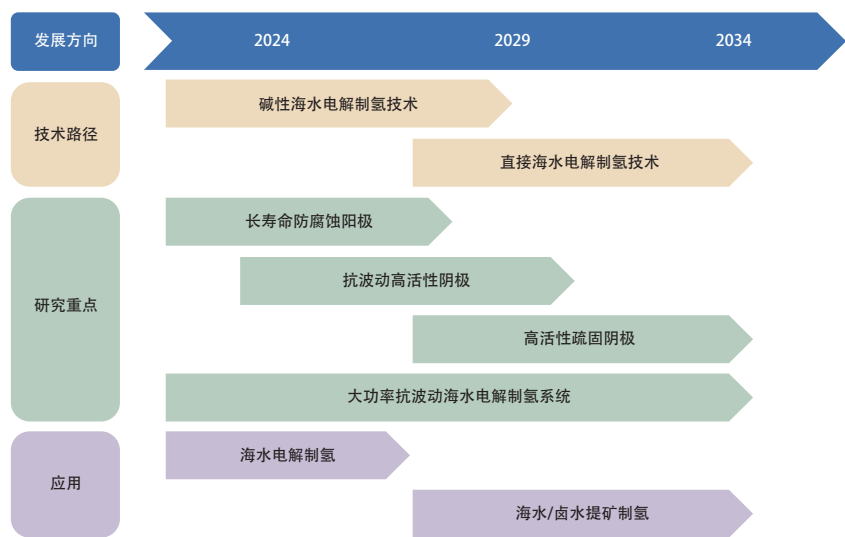 发展方向
2024
2029
2034
技术路径
碱性海水电解制氢技术
直接海水电解制氢技术
研究重点
长寿命防腐蚀阳极
抗波动高活性阴极
高活性疏固阴极
大功率抗波动海水电解制氢系统
应用
海水电解制氢
海水/卤水提矿制氢